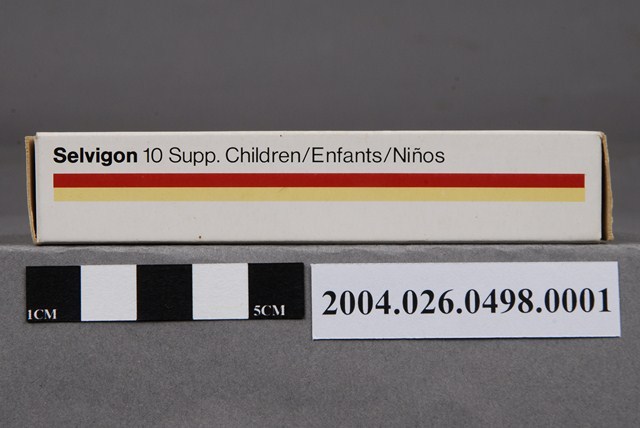 Selvigon 10 Supp. Children/Enfants/Niños
1CM 5CM
2004.026.0498.0001